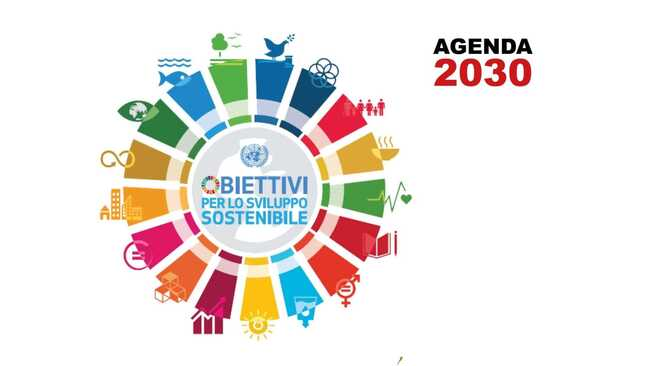 AGENDA
2030
OBIETTIVI
PER LO SVILUPPO
SOSTENIBILE